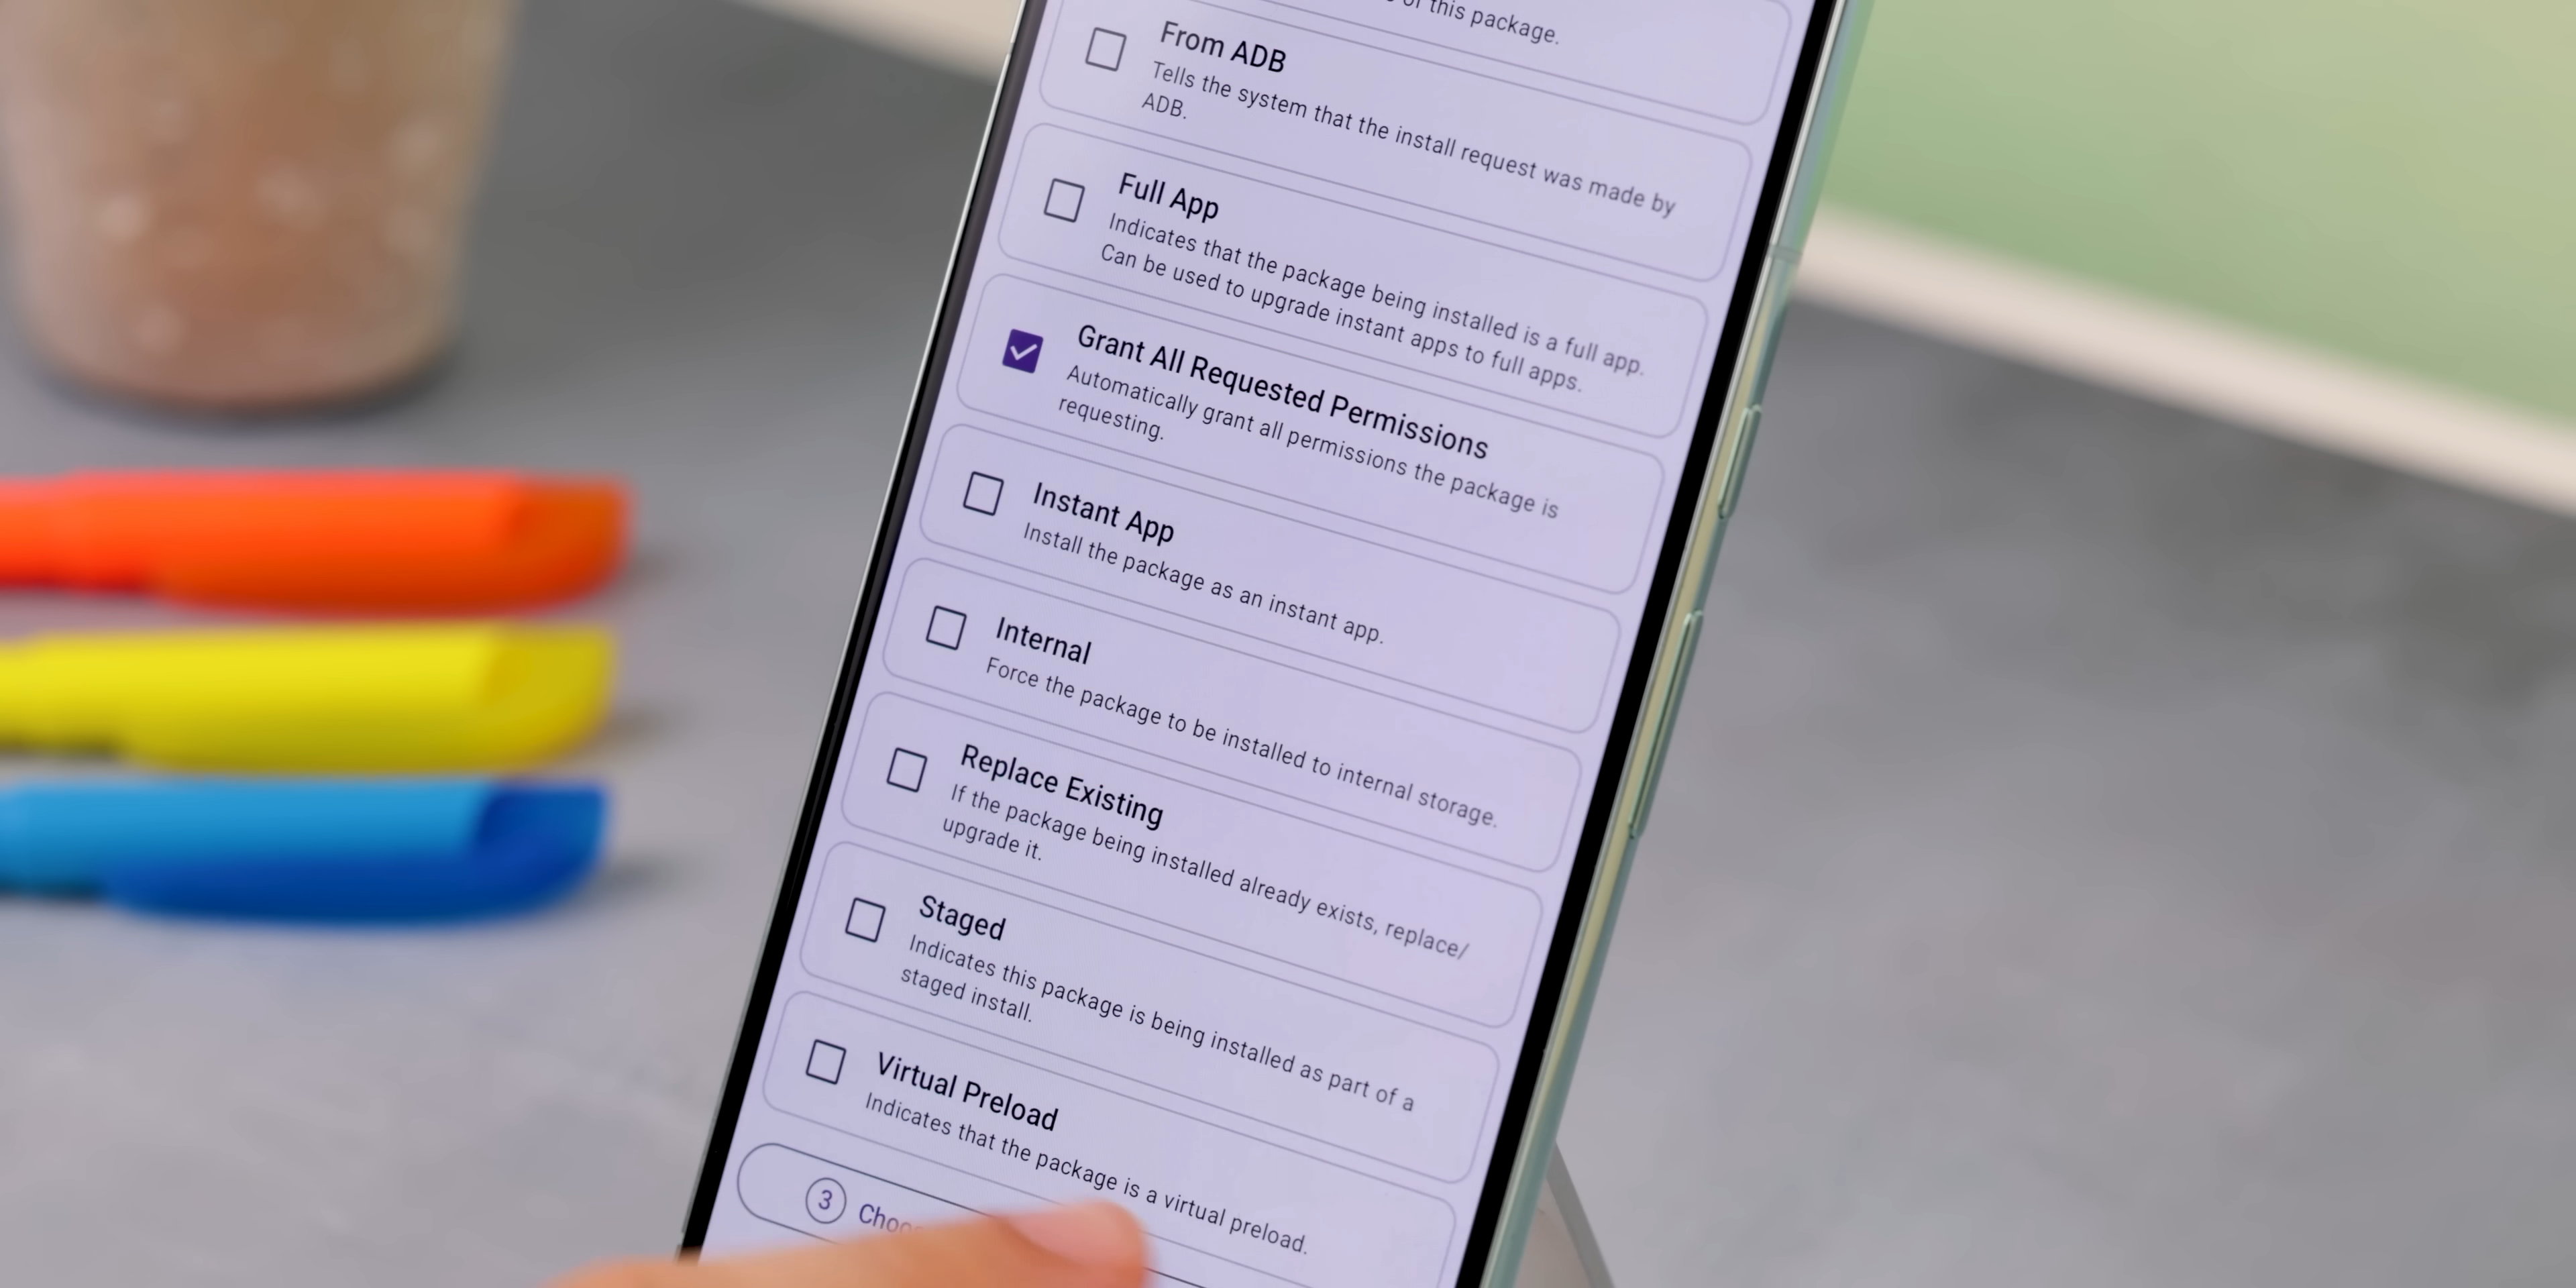 of this package.
From ADB
Tells the system that the install request was made by
ADB.
Full App
Indicates that the package being installed is a full app.
Can be used to upgrade instant apps to full apps.
Grant All Requested Permissions
Automatically grant all permissions the package is
requesting.
Instant App
Install the package as an instant app.
Internal
Force the package to be installed to internal storage.
Replace Existing
If the package being installed already exists, replace/
upgrade it.
Staged
Indicates this package is being installed as part of a
staged install.
Virtual Preload
Indicates that the package is a virtual preload.
3